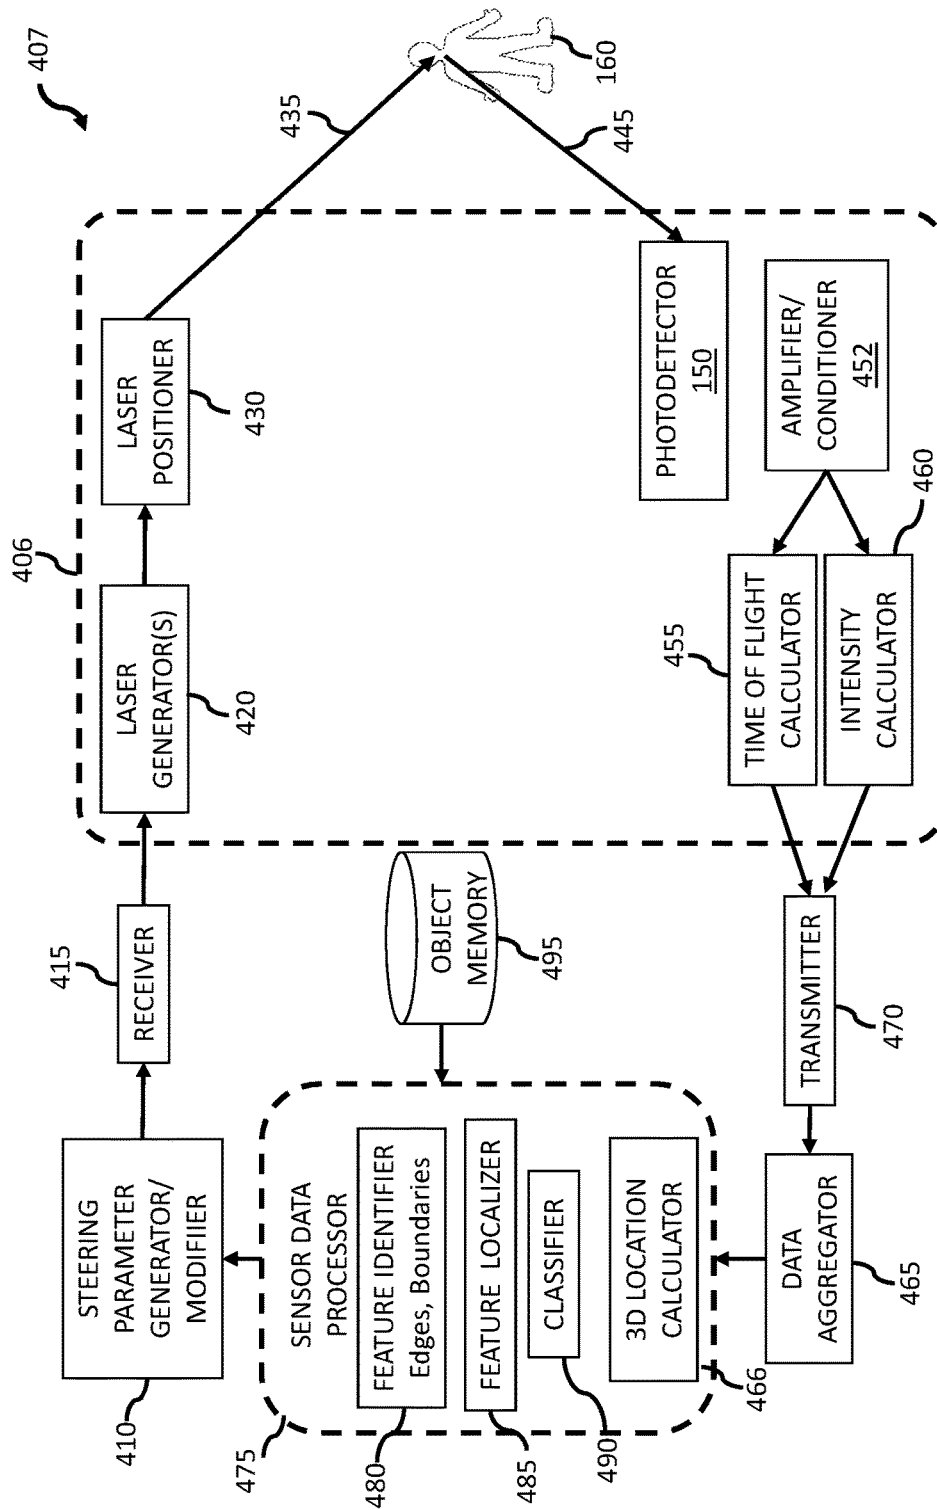 407
406
STEERING
PARAMETER
GENERATOR/
MODIFIIER
410
RECEIVER
415
LASER
GENERATOR(S)
420
LASER
POSITIONER
430
435
160
445
475
SENSOR DATA
PROCESSOR
FEATURE IDENTIFIER
Edges, Boundaries
480
FEATURE LOCALIZER
485
CLASSIFIER
490
3D LOCATION
CALCULATOR
466
OBJECT
MEMORY
495
PHOTODETECTOR
150
AMPLIFIER/
CONDITIONER
452
455
TIME OF FLIGHT
CALCULATOR
INTENSITY
CALCULATOR
460
TRANSMITTER
470
DATA
AGGREGATOR
465